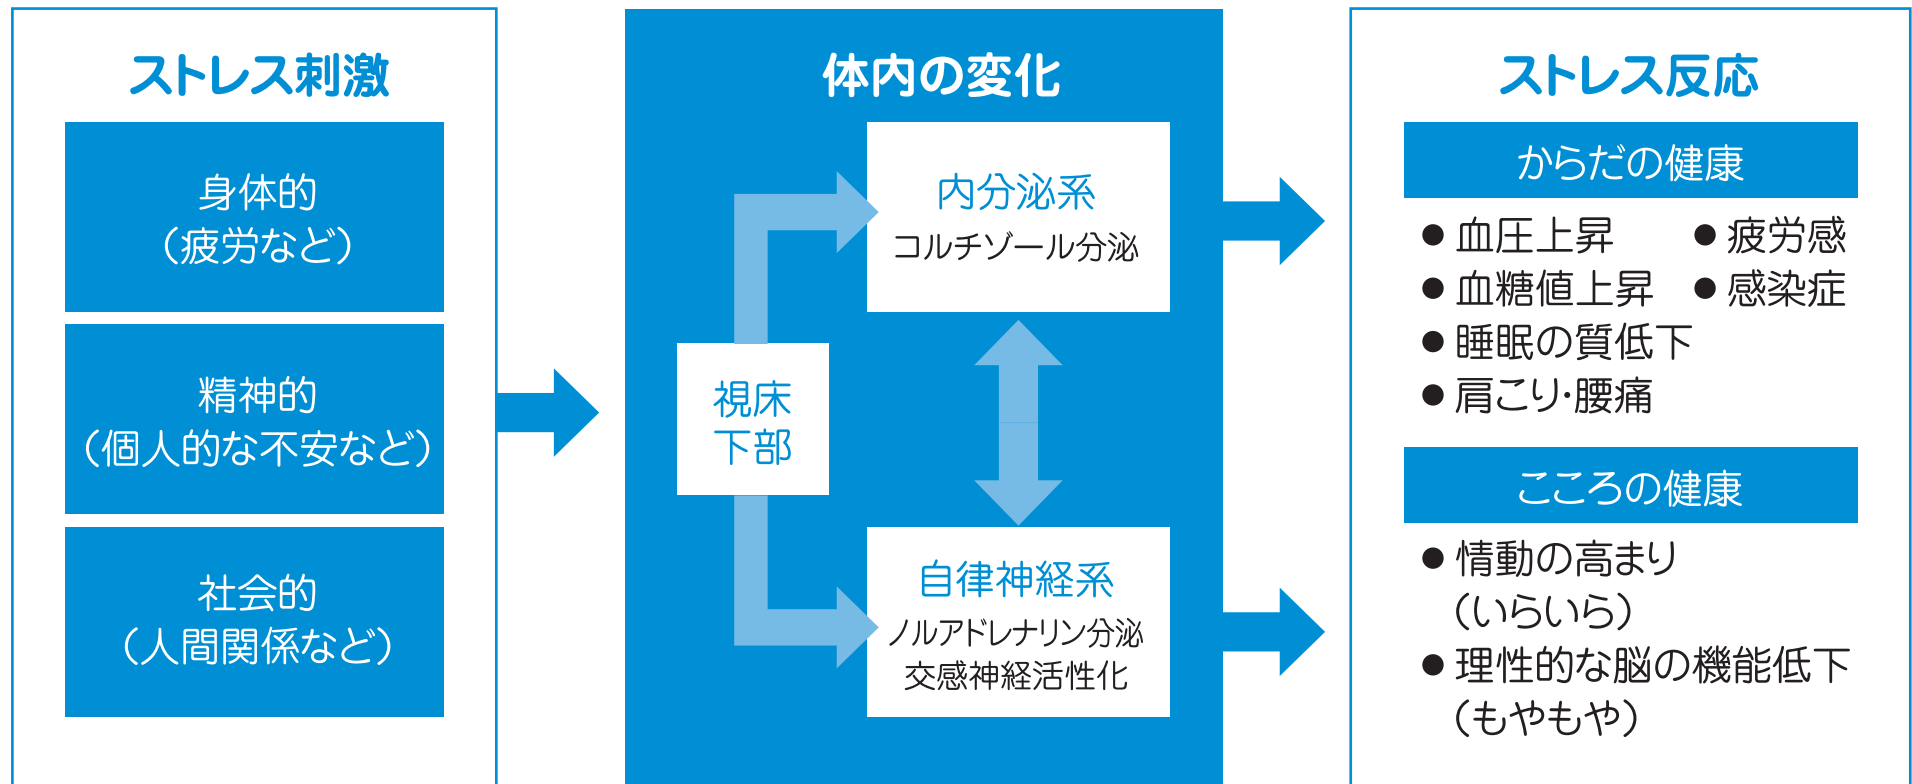 ストレス刺激
身体的
（疲労など）
精神的
（個人的な不安など）
社会的
（人間関係など）
体内の変化
視床
下部
内分泌系
コルチゾール分泌
自律神経系
ノルアドレナリン分泌
交感神経活性化
ストレス反応
からだの健康
●血圧上昇 ●疲労感
●血糖値上昇 ●感染症
●睡眠の質低下
●肩こり・腰痛
こころの健康
●情動の高まり
（いらいら）
●理性的な脳の機能低下
（もやもや）